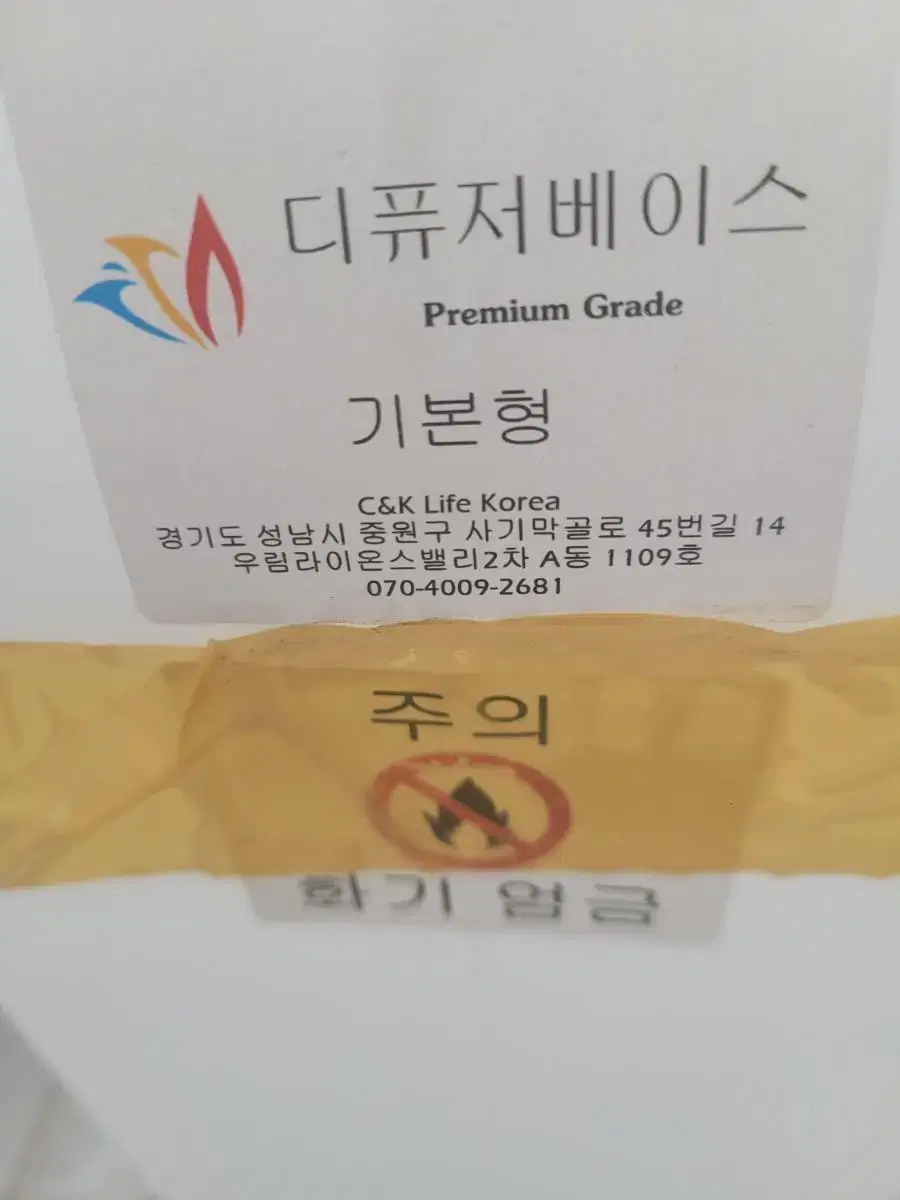 디퓨저베이스
Premium Grade
기본형
C&K Life Korea
경기도 성남시 중원구 사기막골로 45번길 14
우림라이온스밸리2차 A동 1109호
070-4009-2681
주의
화기 엄금